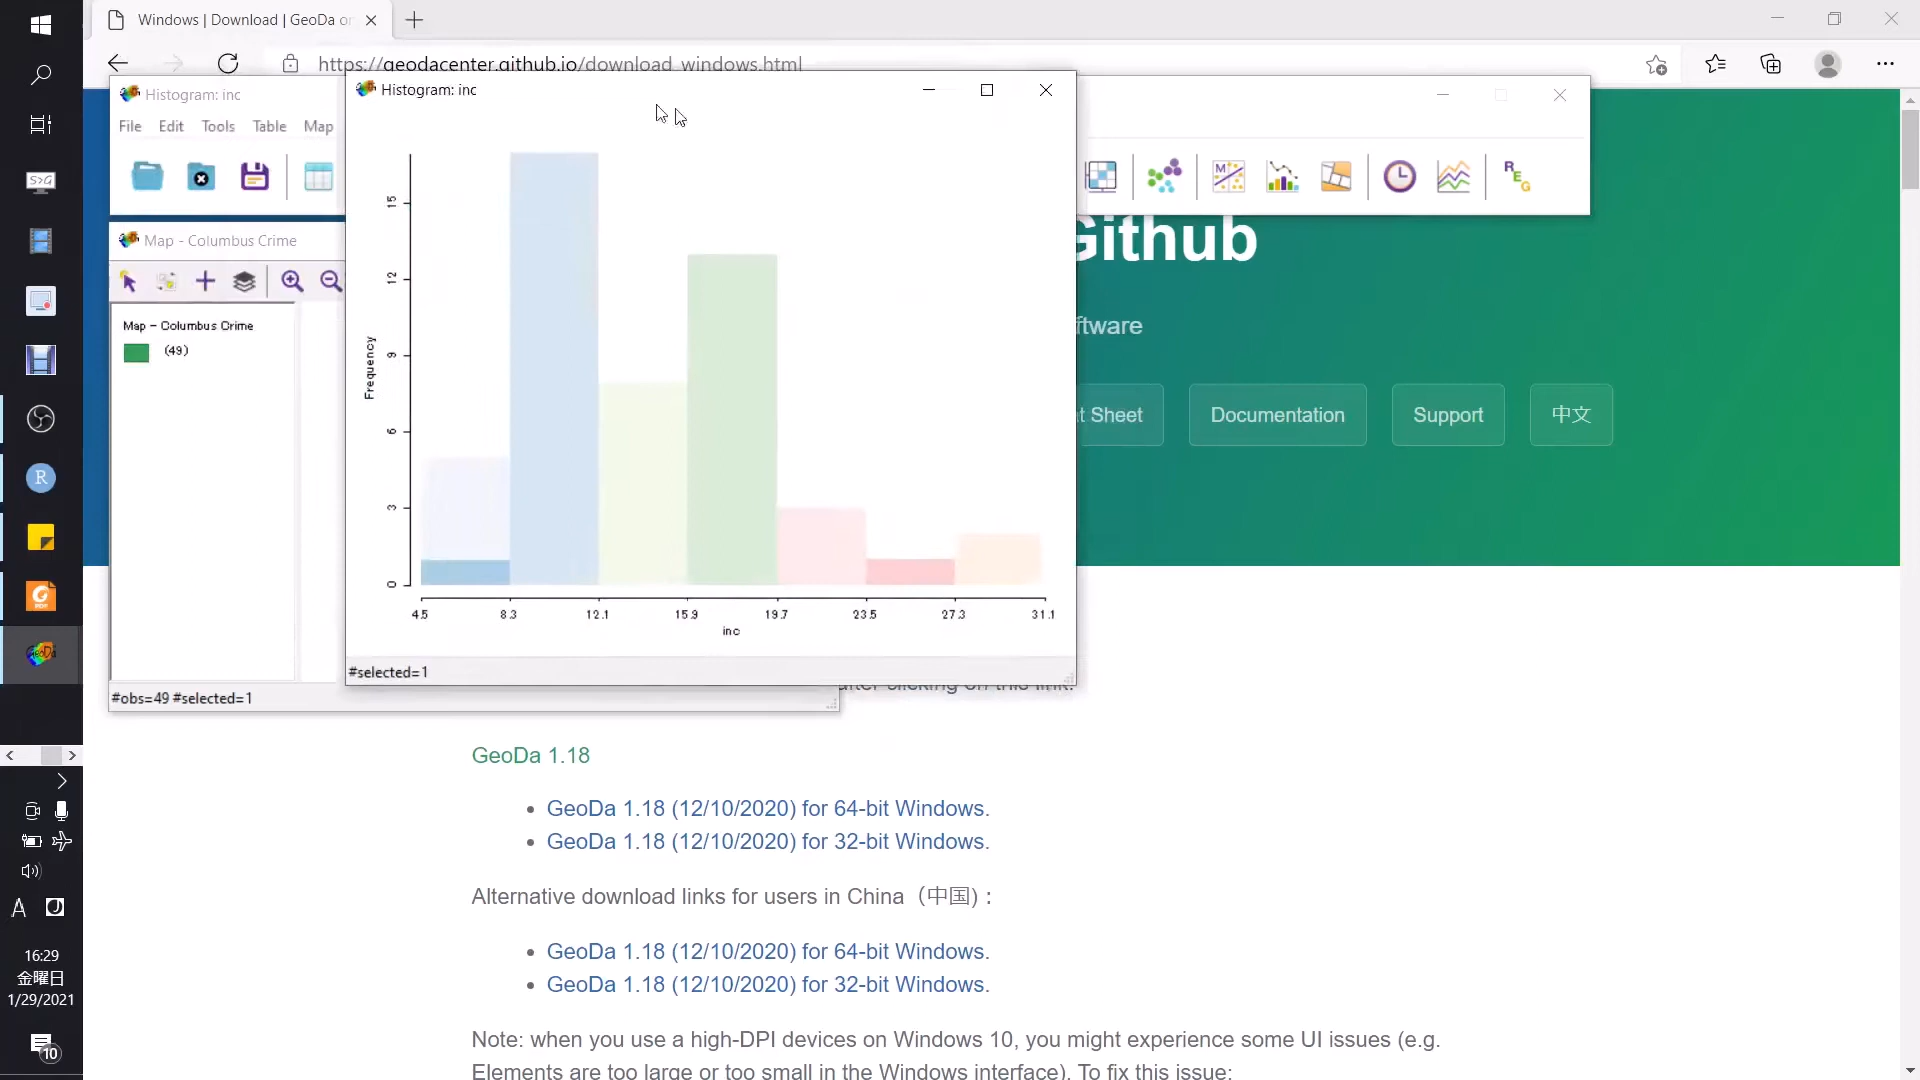 Windows | Download | GeoDa on
https://geodacenter.github.io/download_windows.html
Histogram: inc
File Edit Tools Table Map
Histogram: inc
Frequency
15
12
9
6
3
0
4.5 8.3 12.1 15.9 19.7 23.5 27.3 31.1
inc
#selected=1
Map - Columbus Crime
Map - Columbus Crime
(49)
#obs=49 #selected=1
Github
ftware
t Sheet
Documentation
Support
中文
after clicking on this link.
GeoDa 1.18
GeoDa 1.18 (12/10/2020) for 64-bit Windows.
GeoDa 1.18 (12/10/2020) for 32-bit Windows.
Alternative download links for users in China（中国) :
GeoDa 1.18 (12/10/2020) for 64-bit Windows.
GeoDa 1.18 (12/10/2020) for 32-bit Windows.
Note: when you use a high-DPI devices on Windows 10, you might experience some UI issues (e.g.
Elements are too large or too small in the Windows interface). To fix this issue:
R E G
R
A J
16:29
金曜日
1/29/2021
10